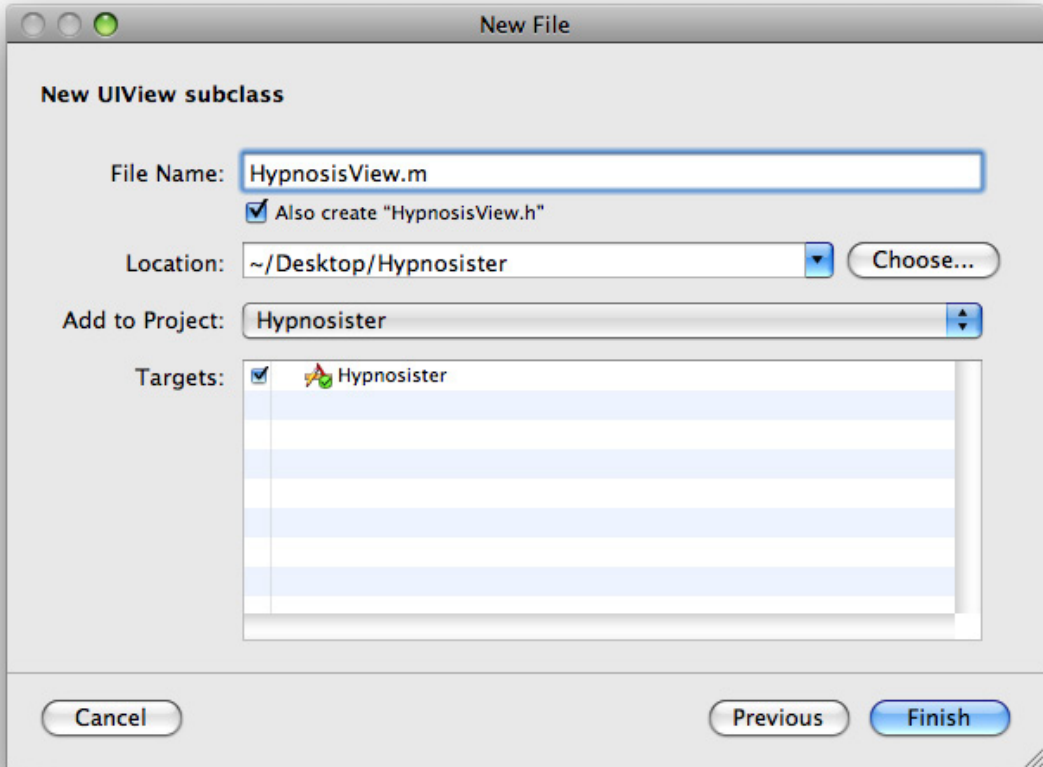 New File
New UIView subclass
File Name: HypnosisView.m
Also create “HypnosisView.h”
Location: ~/Desktop/Hypnosister Choose...
Add to Project: Hypnosister
Targets: Hypnosister
Cancel Previous Finish